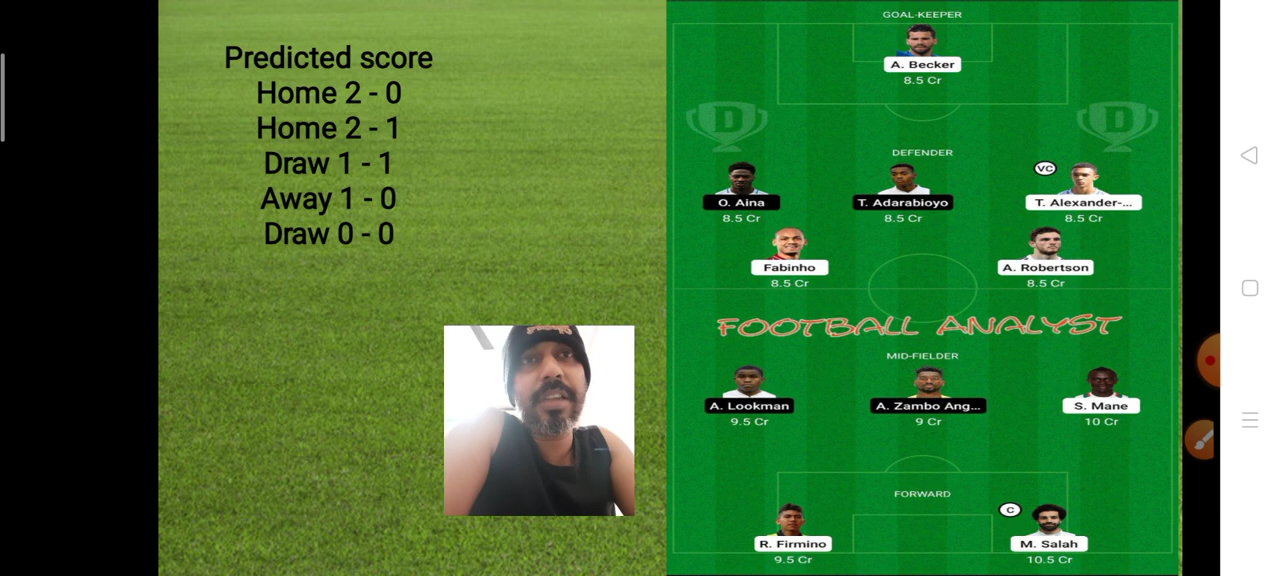 Predicted score
Home 2 - 0
Home 2 - 1
Draw 1 - 1
Away 1 - 0
Draw 0 - 0
GOAL-KEEPER
A. Becker
8.5 Cr
D
D
DEFENDER
VC
O. Aina
T. Adarabioyo
T. Alexander-...
8.5 Cr
8.5 Cr
8.5 Cr
Fabinho
A. Robertson
8.5 Cr
8.5 Cr
FOOTBALL ANALYST
MID-FIELDER
A. Lookman
A. Zambo Ang...
S. Mane
9.5 Cr
9 Cr
10 Cr
FORWARD
C
R. Firmino
M. Salah
9.5 Cr
10.5 Cr